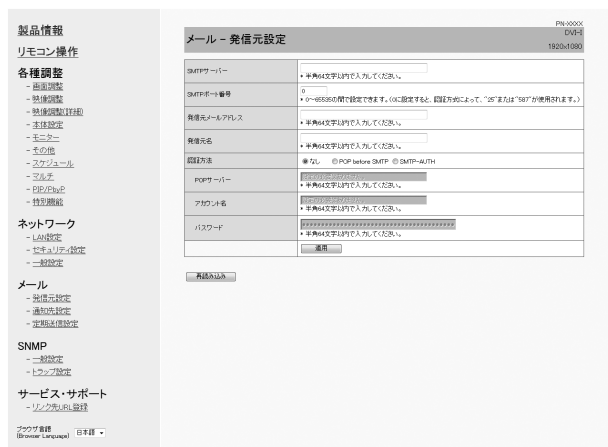 製品情報
リモコン操作
各種調整
- 画面調整
- 映像調整
- 映像調整(詳細)
- 本体設定
- モニター
- その他
- スケジュール
- マルチ
- PIP/PbyP
- 特別機能
ネットワーク
- LAN設定
- セキュリティ設定
- 一般設定
メール
- 発信元設定
- 通知先設定
- 定期送信設定
SNMP
- 一般設定
- トラップ設定
サービス・サポート
- リンク先URL登録
ブラウザ言語
(Browser Language)
日本語
PN-XXXX
メール – 発信元設定
DVI-I
1920x1080
SMTPサーバー
* 半角64文字以内で入力してください。
SMTPポート番号
0
* 0~65535の間で設定できます。(0に設定すると、認証方式によって、"25"または"587"が使用されます。)
発信元メールアドレス
* 半角64文字以内で入力してください。
発信元名
* 半角64文字以内で入力してください。
認証方法
なし POP before SMTP SMTP-AUTH
POPサーバー
* 半角64文字以内で入力してください。
アカウント名
* 半角64文字以内で入力してください。
パスワード
* 半角64文字以内で入力してください。
適用
再読み込み